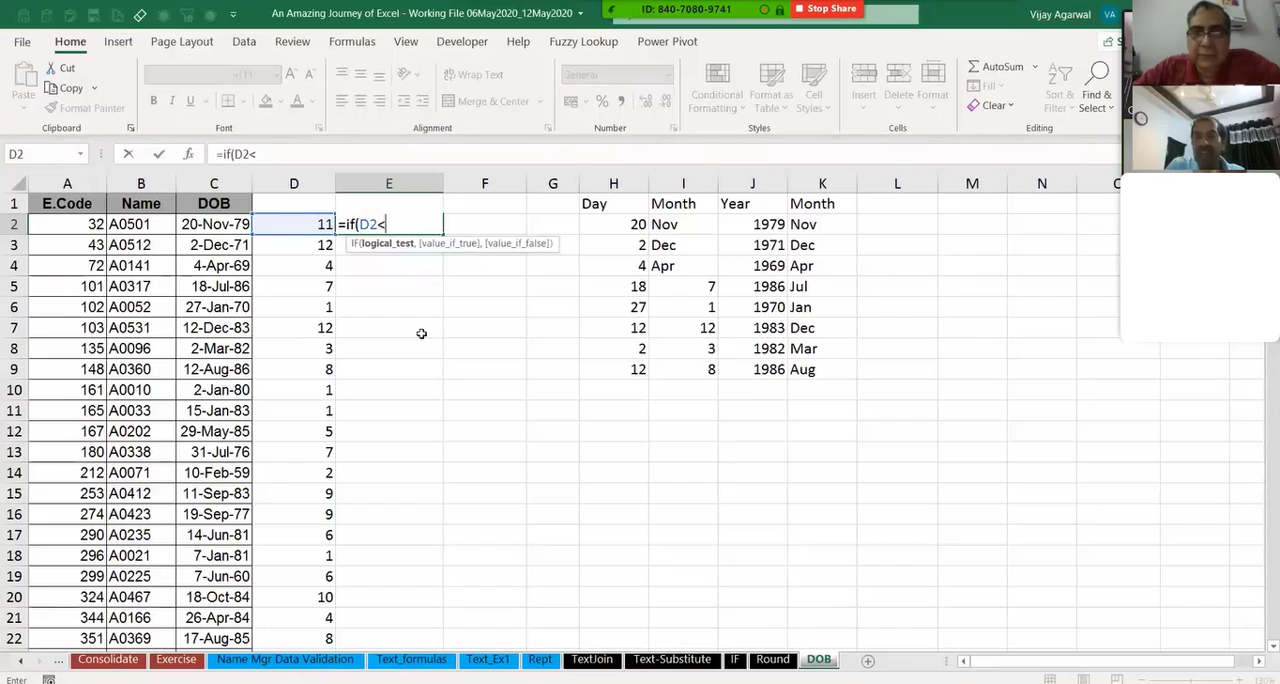 An Amazing Journey of Excel - Working File 06May2020_12May2020
ID: 840-7080-9741
Stop Share
Vijay Agarwal
VA
File Home Insert Page Layout Formulas Data Review View Developer Help Fuzzy Lookup Power Pivot
Cut
Copy
Format Painter
Paste
Wrap Text
Merge & Center
General
Conditional Formatting
Format as Table
Cell Styles
Insert Delete Format
AutoSum
Fill
Clear
Sort & Filter
Find & Select
Clipboard Font Alignment Number Styles Cells Editing
D2 =if(D2<
A B C D E F G H I J K L M N
1 E.Code Name DOB Day Month Year Month
2 32 A0501 20-Nov-79 11 =if(D2< 20 Nov 1979 Nov
IF(logical_test, [value_if_true], [value_if_false])
3 43 A0512 2-Dec-71 12 2 Dec 1971 Dec
4 72 A0141 4-Apr-69 4 4 Apr 1969 Apr
5 101 A0317 18-Jul-86 7 18 7 1986 Jul
6 102 A0052 27-Jan-70 1 27 1 1970 Jan
7 103 A0531 12-Dec-83 12 12 12 1983 Dec
8 135 A0096 2-Mar-82 3 2 3 1982 Mar
9 148 A0360 12-Aug-86 8 12 8 1986 Aug
10 161 A0010 2-Jan-80 1
11 165 A0033 15-Jan-83 1
12 167 A0202 29-May-85 5
13 180 A0338 31-Jul-76 7
14 212 A0071 10-Feb-59 2
15 253 A0412 11-Sep-83 9
16 274 A0423 19-Sep-77 9
17 290 A0235 14-Jun-81 6
18 296 A0021 7-Jan-81 1
19 299 A0225 7-Jun-60 6
20 324 A0467 18-Oct-84 10
21 344 A0166 26-Apr-84 4
22 351 A0369 17-Aug-85 8
... Consolidate Exercise Name Mgr Data Validation Text_formulas Text_Ex1 Rept TextJoin Text-Substitute IF Round DOB
Enter